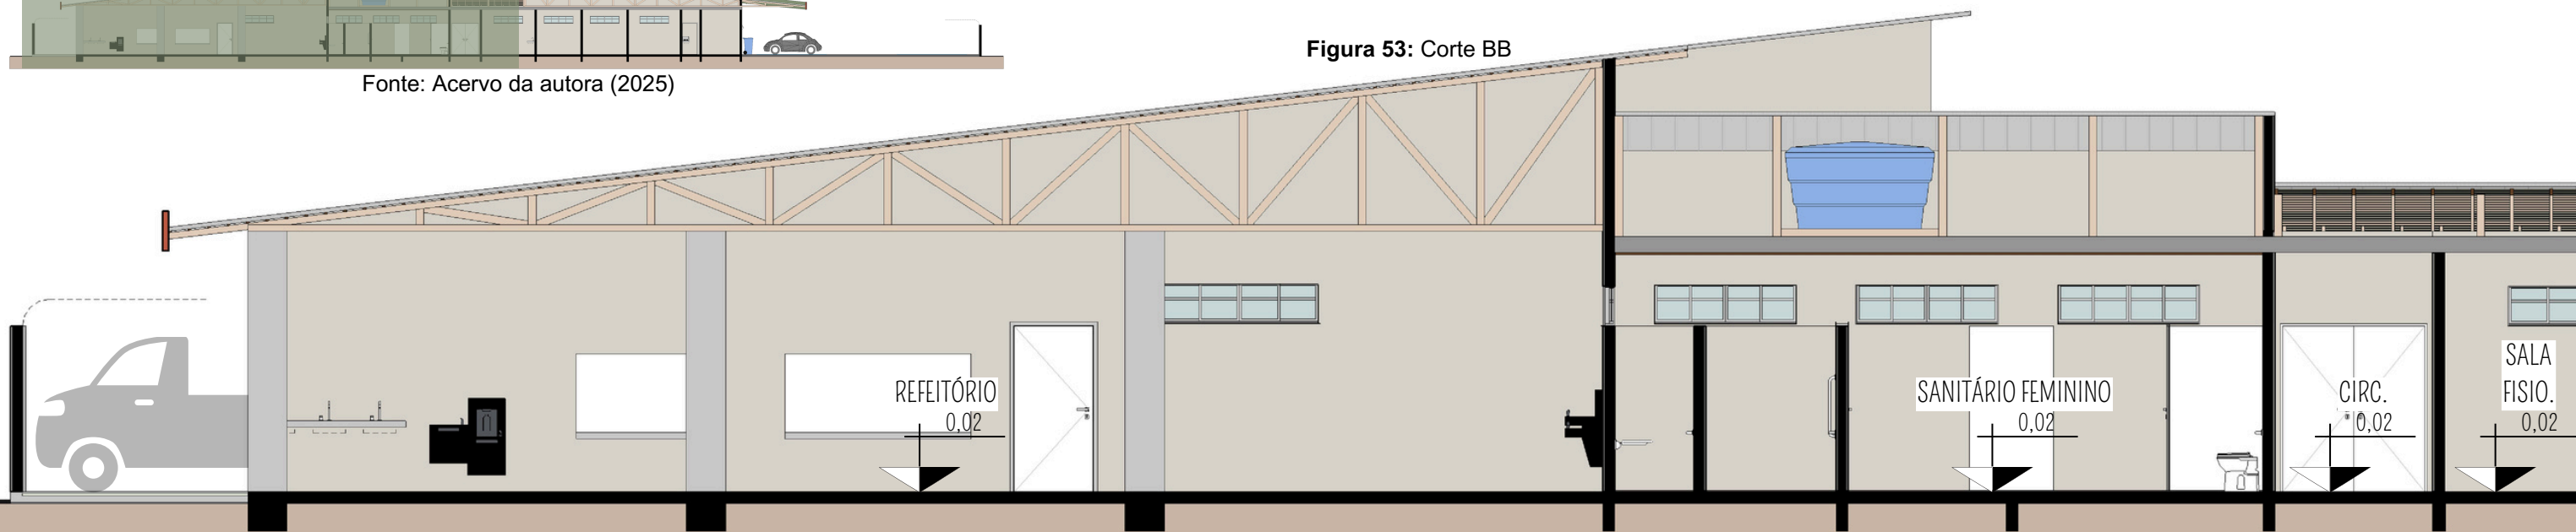 Figura 53: Corte BB
Fonte: Acervo da autora (2025)
REFEITÓRIO
0,02
SANITÁRIO FEMININO
0,02
CIRC.
0,02
SALA
FISIO.
0,02